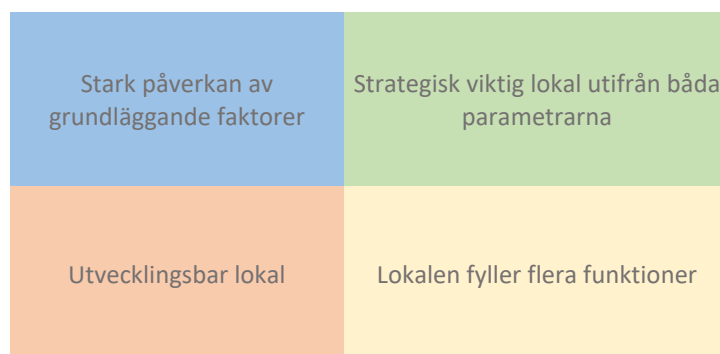 Stark påverkan av
grundläggande faktorer
Strategisk viktig lokal utifrån båda
parametrarna
Utvecklingsbar lokal
Lokalen fyller flera funktioner